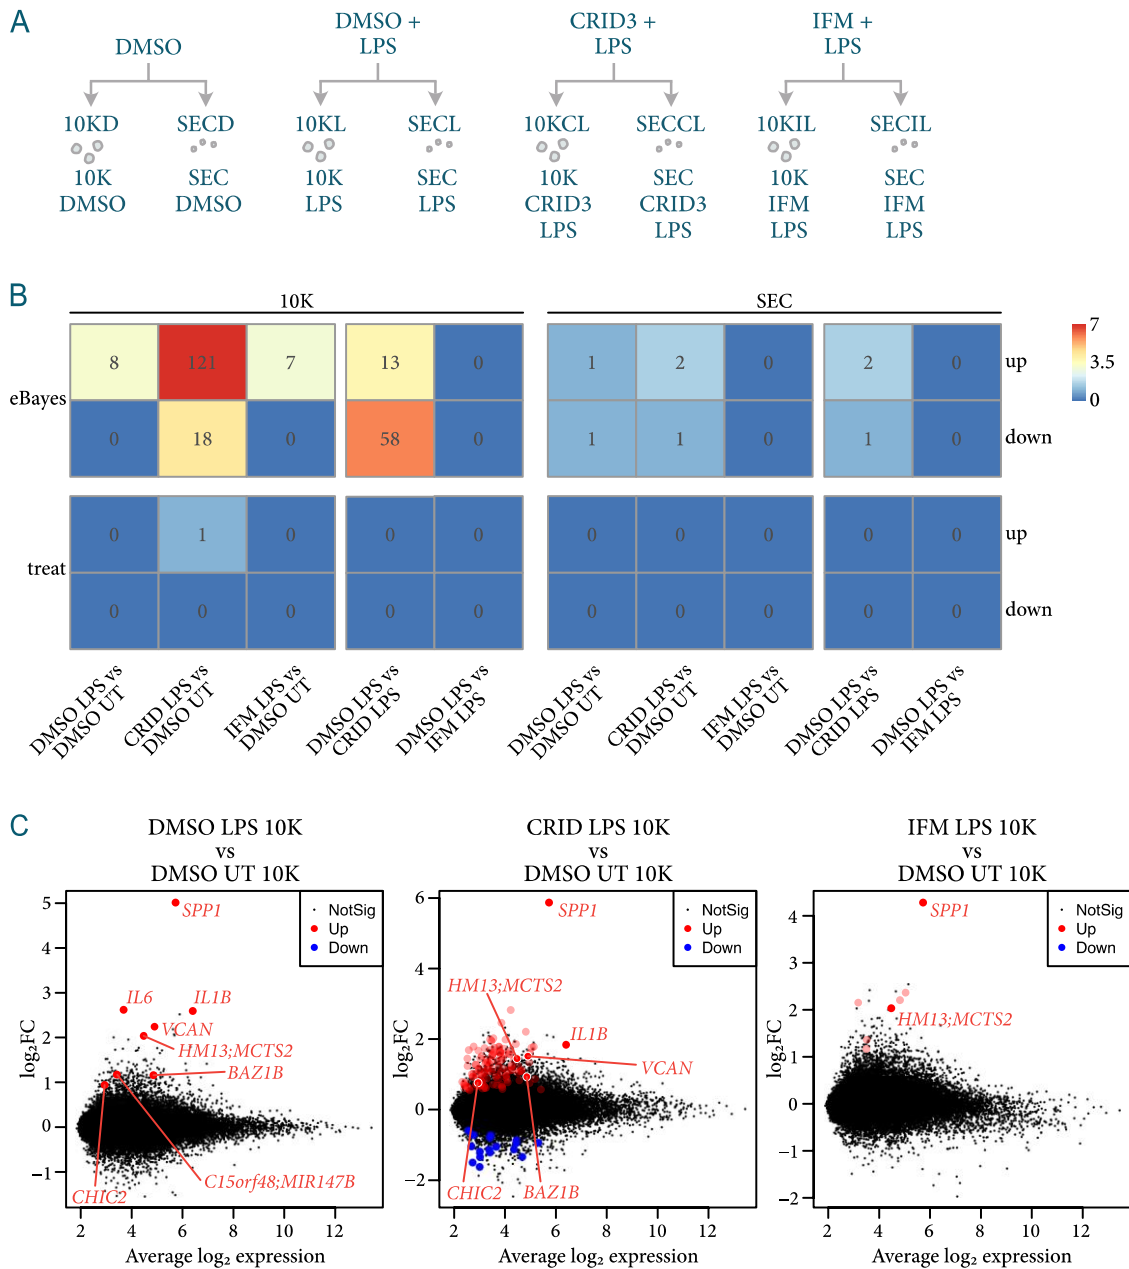 A
DMSO
DMSO +
LPS
CRID3 +
LPS
IFM +
LPS
10KD
SECD
10KL
SECL
10KCL
SECCL
10KIL
SECIL
10K
DMSO
SEC
DMSO
10K
LPS
SEC
LPS
10K
CRID3
LPS
SEC
CRID3
LPS
10K
IFM
LPS
SEC
IFM
LPS
B
10K
SEC
eBayes
8 121 7 13 0 1 2 0 2 0 up
0 18 0 58 0 1 1 0 1 0 down
7
3.5
0
treat
0 1 0 0 0 0 0 0 0 0 up
0 0 0 0 0 0 0 0 0 0 down
DMSO LPS vs
DMSO UT
CRID LPS vs
DMSO UT
IFM LPS vs
DMSO UT
DMSO LPS vs
CRID LPS
DMSO LPS vs
IFM LPS
DMSO LPS vs
DMSO UT
CRID LPS vs
DMSO UT
IFM LPS vs
DMSO UT
DMSO LPS vs
CRID LPS
DMSO LPS vs
IFM LPS
C
DMSO LPS 10K
vs
DMSO UT 10K
log₂FC
5
4
3
2
1
0
−1
NotSig
Up
Down
SPP1
IL6
IL1B
VCAN
HM13;MCTS2
BAZ1B
C15orf48;MIR147B
CHIC2
2 4 6 8 10 12
Average log₂ expression
CRID LPS 10K
vs
DMSO UT 10K
log₂FC
6
4
2
0
−2
NotSig
Up
Down
SPP1
HM13;MCTS2
IL1B
VCAN
CHIC2
BAZ1B
2 4 6 8 10 12
Average log₂ expression
IFM LPS 10K
vs
DMSO UT 10K
log₂FC
4
3
2
1
0
−1
−2
NotSig
Up
Down
SPP1
HM13;MCTS2
2 4 6 8 10 12
Average log₂ expression